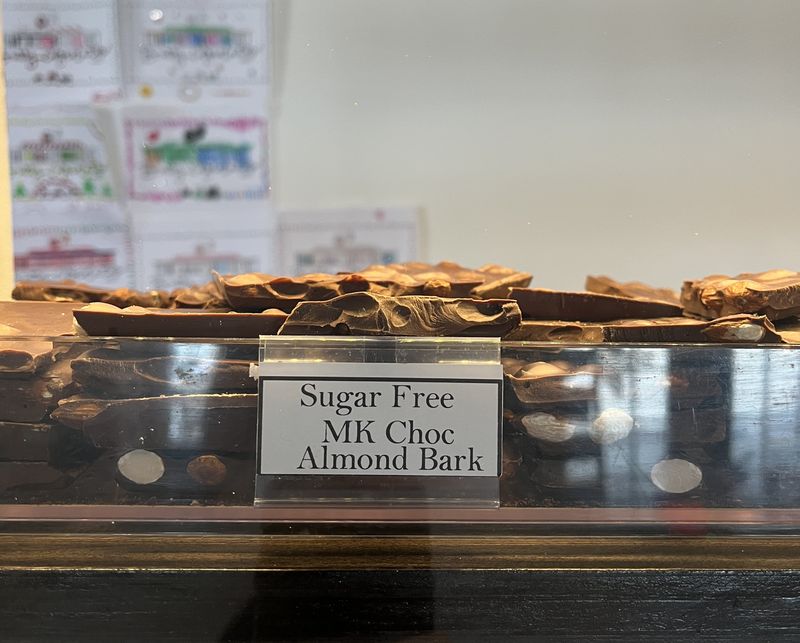 Sugar Free
MK Choc
Almond Bark